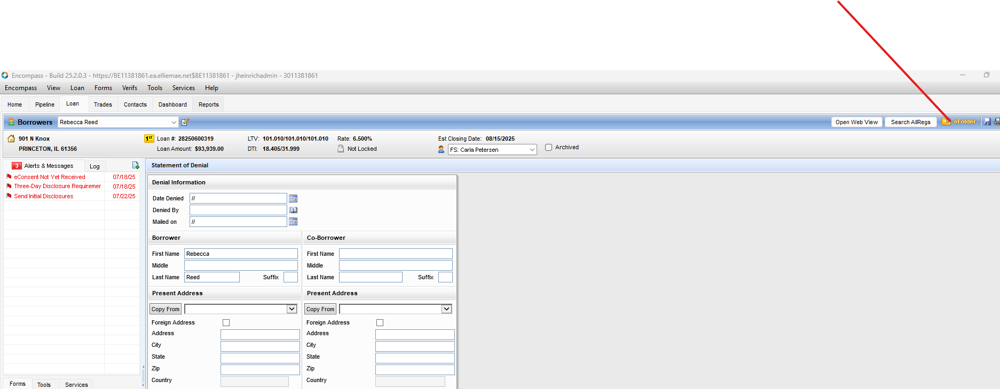 Encompass - Build 25.2.0.3 - https://BE11381861.ea.elliemae.net$BE11381861 - jheinrichadmin - 3011381861
Encompass View Loan Forms Verifs Tools Services Help
Home Pipeline Loan Trades Contacts Dashboard Reports
Borrowers Rebecca Reed Open Web View Search AllRegs eFolder
901 N Knox 1st Loan #: 28250600319 LTV: 101.010/101.010/101.010 Rate: 6.500% Est Closing Date: 08/15/2025
PRINCETON, IL 61356 Loan Amount: $93,939.00 DTI: 18.405/31.999 Not Locked FS: Carla Petersen Archived
3 Alerts & Messages Log
eConsent Not Yet Received 07/18/25
Three-Day Disclosure Requiremer 07/18/25
Send Initial Disclosures 07/22/25
Forms Tools Services
Statement of Denial
Denial Information
Date Denied //
Denied By
Mailed on //
Borrower Co-Borrower
First Name Rebecca First Name
Middle Middle
Last Name Reed Suffix Last Name Suffix
Present Address Present Address
Copy From Copy From
Foreign Address Foreign Address
Address Address
City City
State State
Zip Zip
Country Country